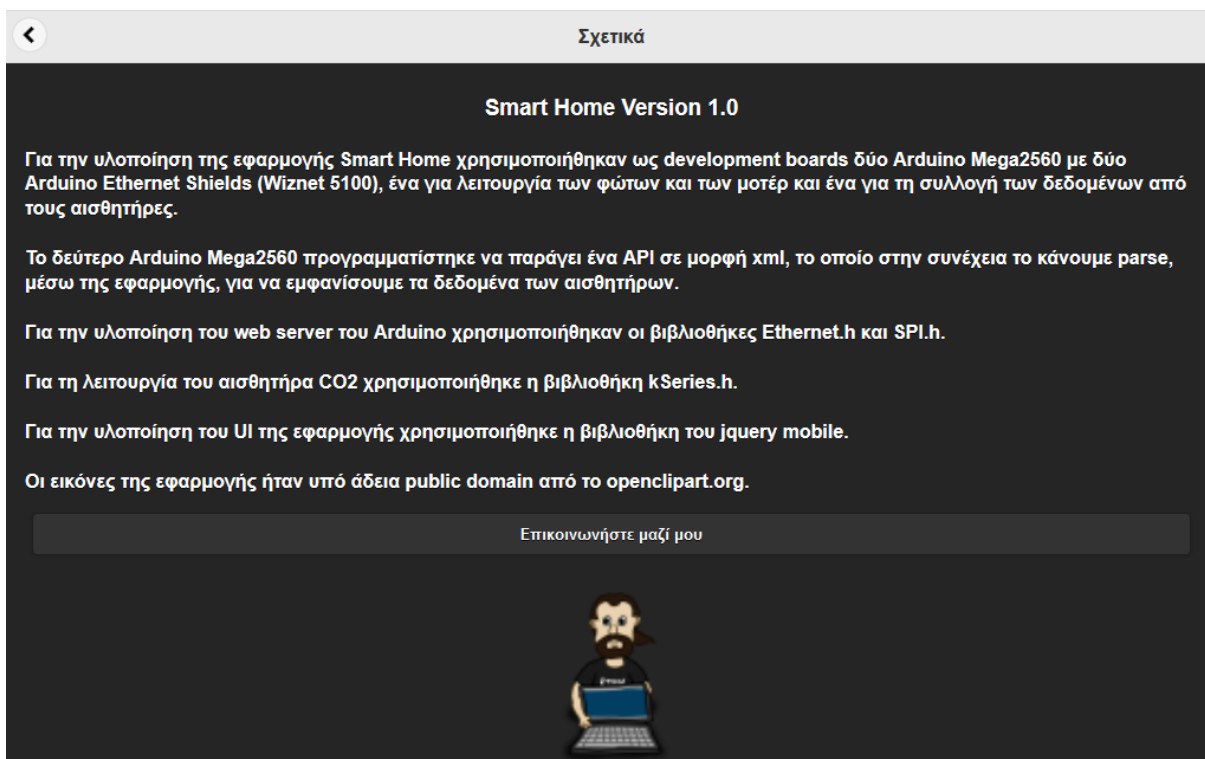 Σχετικά
Smart Home Version 1.0
Για την υλοποίηση της εφαρμογής Smart Home χρησιμοποιήθηκαν ως development boards δύο Arduino Mega2560 με δύο
Arduino Ethernet Shields (Wiznet 5100), ένα για λειτουργία των φώτων και των μοτέρ και ένα για τη συλλογή των δεδομένων από
τους αισθητήρες.
Το δεύτερο Arduino Mega2560 προγραμματίστηκε να παράγει ένα API σε μορφή xml, το οποίο στην συνέχεια το κάνουμε parse,
μέσω της εφαρμογής, για να εμφανίσουμε τα δεδομένα των αισθητήρων.
Για την υλοποίηση του web server του Arduino χρησιμοποιήθηκαν οι βιβλιοθήκες Ethernet.h και SPI.h.
Για τη λειτουργία του αισθητήρα CO2 χρησιμοποιήθηκε η βιβλιοθήκη kSeries.h.
Για την υλοποίηση του UI της εφαρμογής χρησιμοποιήθηκε η βιβλιοθήκη του jquery mobile.
Οι εικόνες της εφαρμογής ήταν υπό άδεια public domain από το openclipart.org.
Επικοινωνήστε μαζί μου